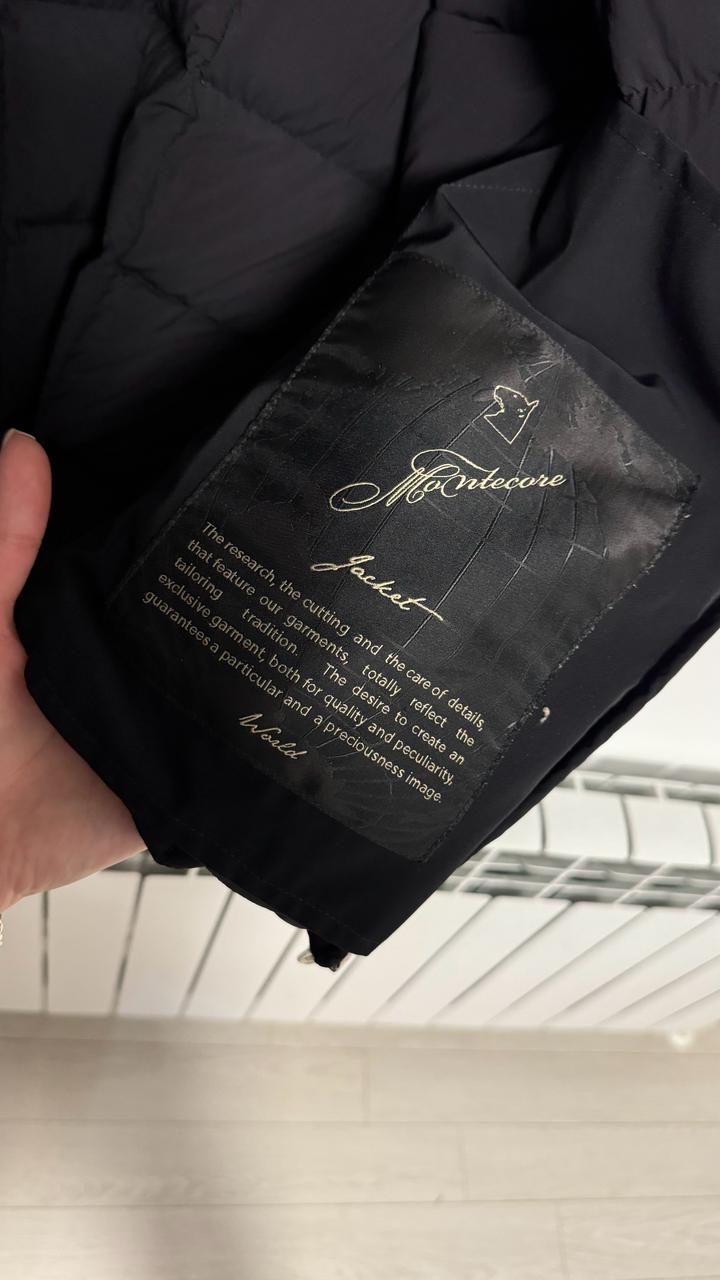 Montecore
Jacket
The research, the cutting and the care of details,
that feature our garments, totally reflect the
tailoring tradition. The desire to create an
exclusive garment, both for quality and peculiarity,
guarantees a particular and a preciousness image.
World